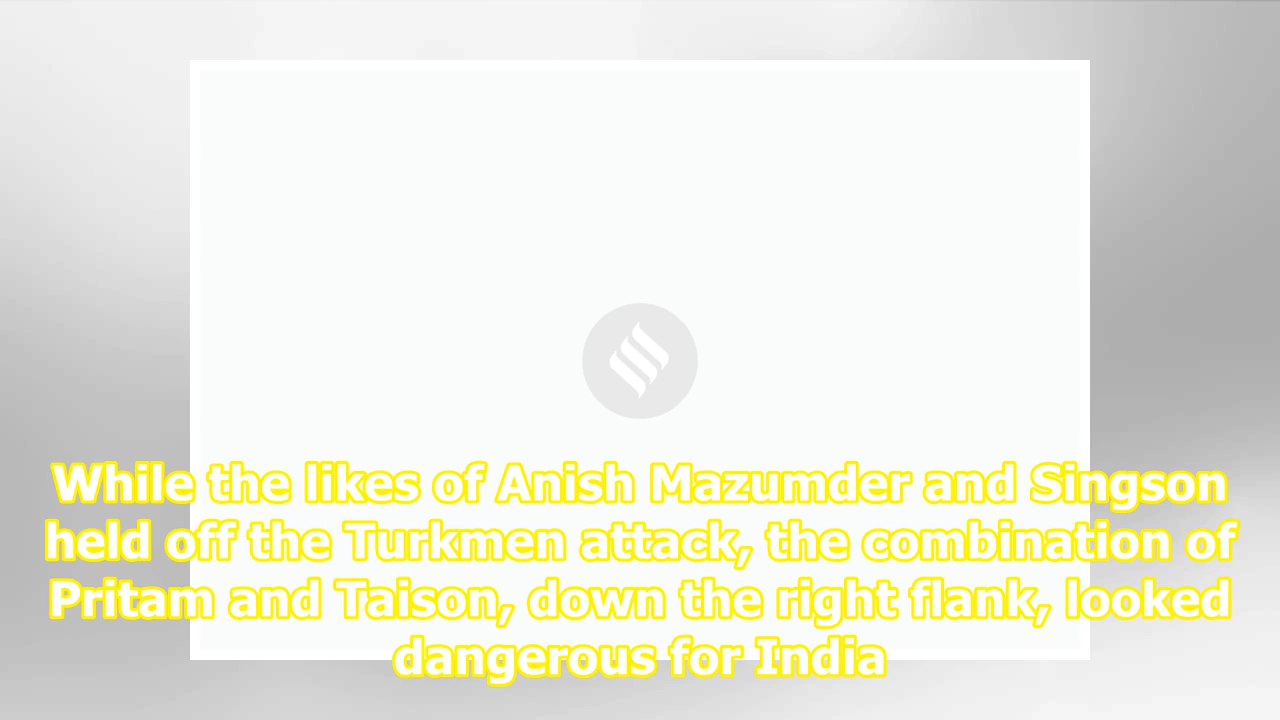 While the likes of Anish Mazumder and Singson
held off the Turkmen attack, the combination of
Pritam and Taison, down the right flank, looked
dangerous for India